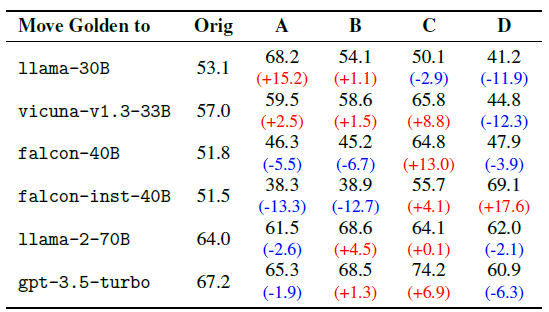 Move Golden to Orig A B C D
llama-30B 53.1 68.2 54.1 50.1 41.2
(+15.2) (+1.1) (-2.9) (-11.9)
vicuna-v1.3-33B 57.0 59.5 58.6 65.8 44.8
(+2.5) (+1.5) (+8.8) (-12.3)
falcon-40B 51.8 46.3 45.2 64.8 47.9
(-5.5) (-6.7) (+13.0) (-3.9)
falcon-inst-40B 51.5 38.3 38.9 55.7 69.1
(-13.3) (-12.7) (+4.1) (+17.6)
llama-2-70B 64.0 61.5 68.6 64.1 62.0
(-2.6) (+4.5) (+0.1) (-2.1)
gpt-3.5-turbo 67.2 65.3 68.5 74.2 60.9
(-1.9) (+1.3) (+6.9) (-6.3)